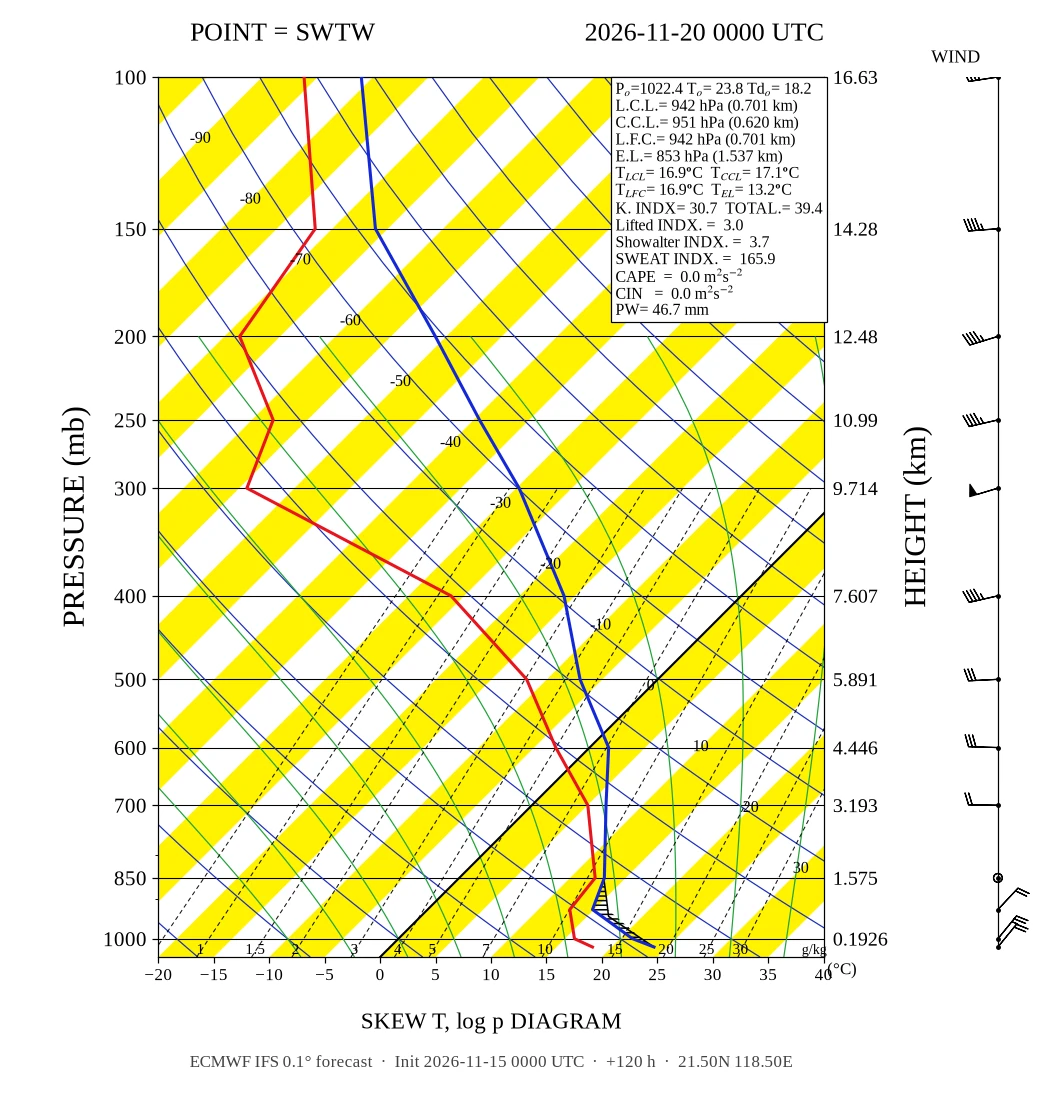 POINT = SWTW 2026-11-20 0000 UTC
WIND
100 16.63
Pₒ=1022.4 Tₒ= 23.8 Tdₒ= 18.2
L.C.L.= 942 hPa (0.701 km)
C.C.L.= 951 hPa (0.620 km)
L.F.C.= 942 hPa (0.701 km)
E.L.= 853 hPa (1.537 km)
T_LCL= 16.9°C T_CCL= 17.1°C
T_LFC= 16.9°C T_EL= 13.2°C
K. INDX= 30.7 TOTAL.= 39.4
Lifted INDX. = 3.0
Showalter INDX. = 3.7
SWEAT INDX. = 165.9
CAPE = 0.0 m²s⁻²
CIN = 0.0 m²s⁻²
PW= 46.7 mm
-90
-80
150 14.28
-70
-60
200 12.48
-50
250 10.99
-40
300 9.714
-30
PRESSURE (mb)
HEIGHT (km)
-20
400 7.607
-10
500 5.891
0
600 4.446
10
700 3.193
20
30
850 1.575
1000 0.1926
1 1.5 2 3 4 5 7 10 15 20 25 30 g/kg
−20 −15 −10 −5 0 5 10 15 20 25 30 35 40 (°C)
SKEW T, log p DIAGRAM
ECMWF IFS 0.1° forecast · Init 2026-11-15 0000 UTC · +120 h · 21.50N 118.50E